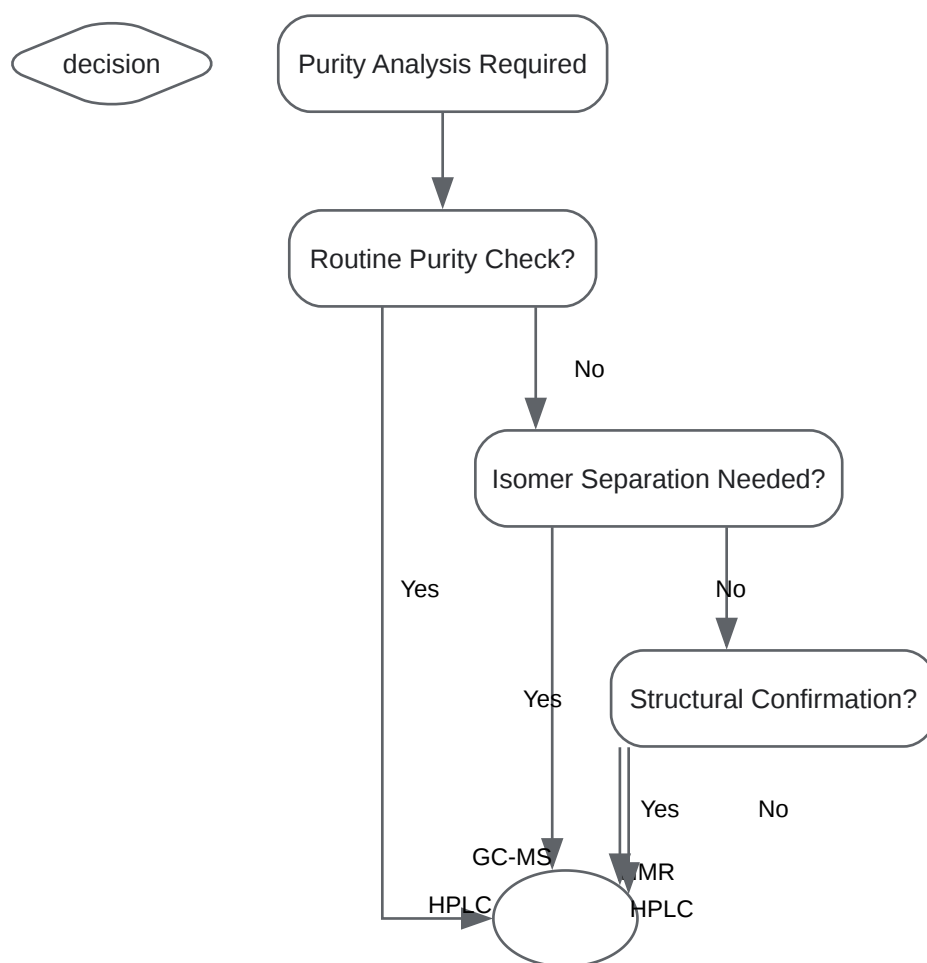 decision
Purity Analysis Required
Routine Purity Check?
No
Isomer Separation Needed?
Yes
No
Yes
Structural Confirmation?
Yes
No
GC-MS
HPLC
HPLC